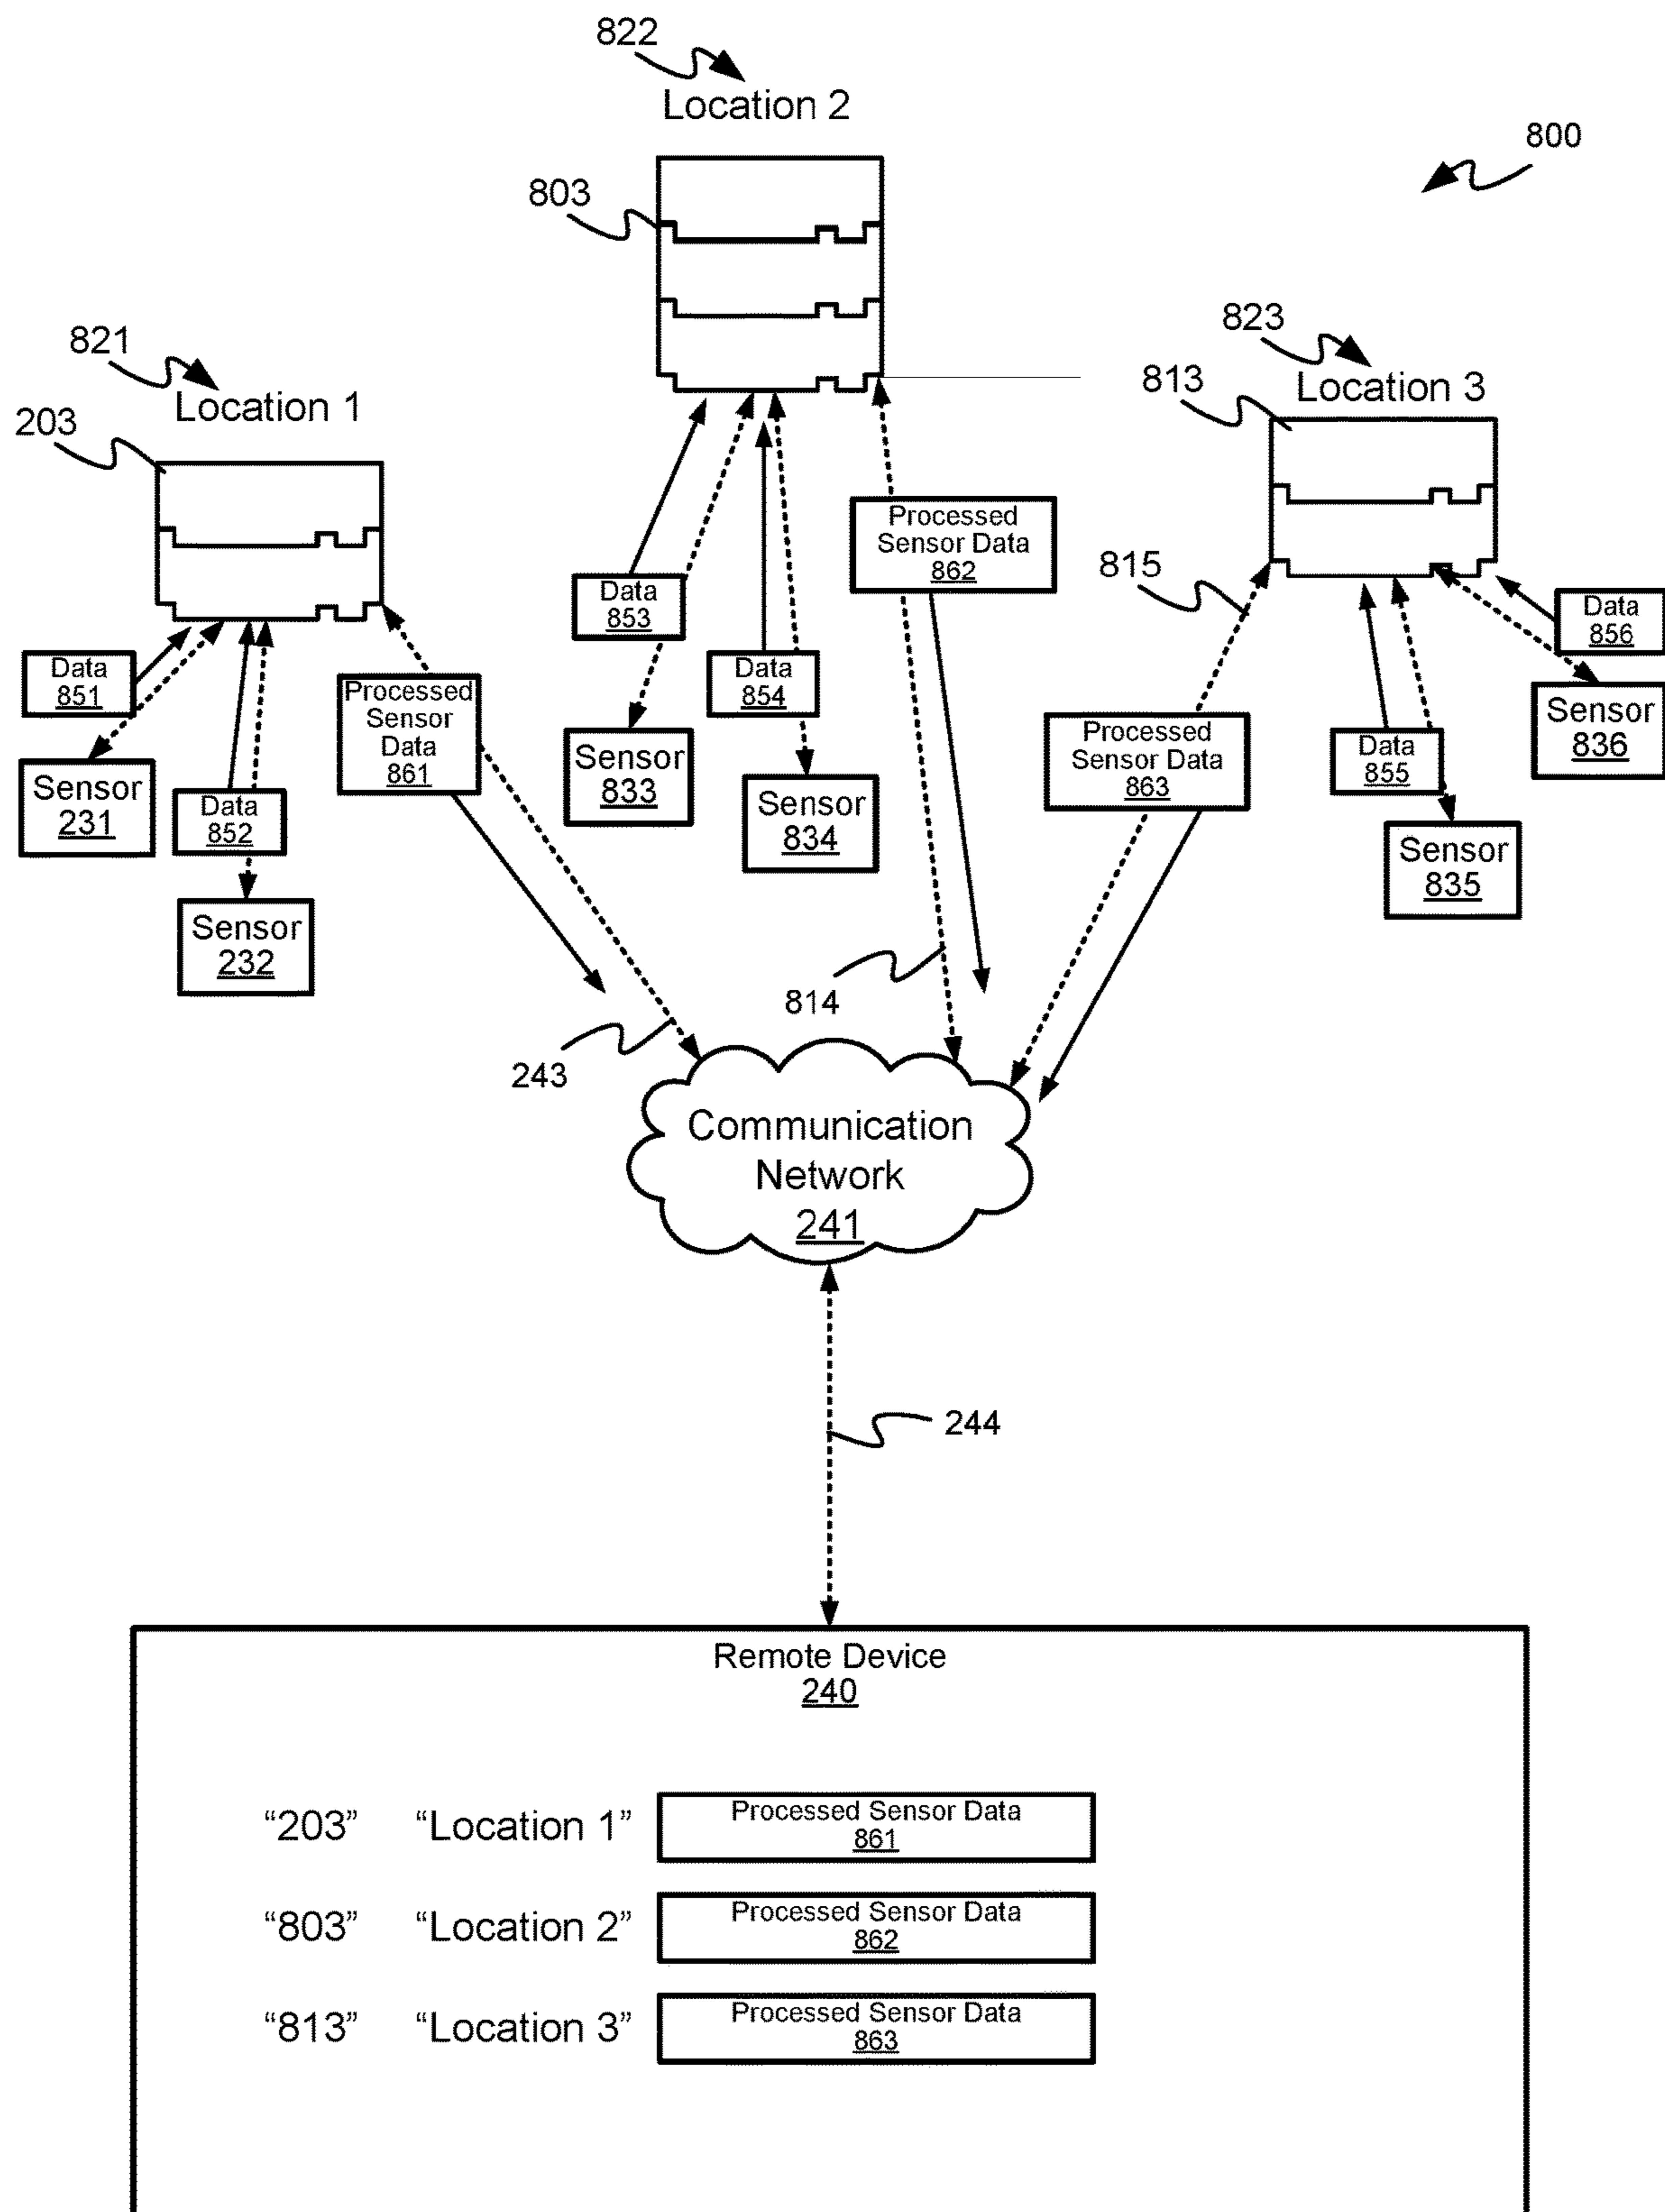 822
Location 2
800
803
821
Location 1
203
823
Location 3
813
815
Processed
Sensor Data
862
Data
853
Data
854
Data
856
Data
851
Processed
Sensor
Data
861
Sensor
833
Sensor
834
Processed
Sensor Data
863
Data
855
Sensor
836
Sensor
231
Data
852
Sensor
835
Sensor
232
814
243
Communication
Network
241
244
Remote Device
240
“203” “Location 1” Processed Sensor Data
861
“803” “Location 2” Processed Sensor Data
862
“813” “Location 3” Processed Sensor Data
863